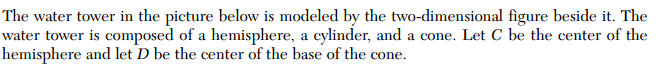 The water tower in the picture below is modeled by the two-dimensional figure beside it. The
water tower is composed of a hemisphere, a cylinder, and a cone. Let C be the center of the
hemisphere and let D be the center of the base of the cone.